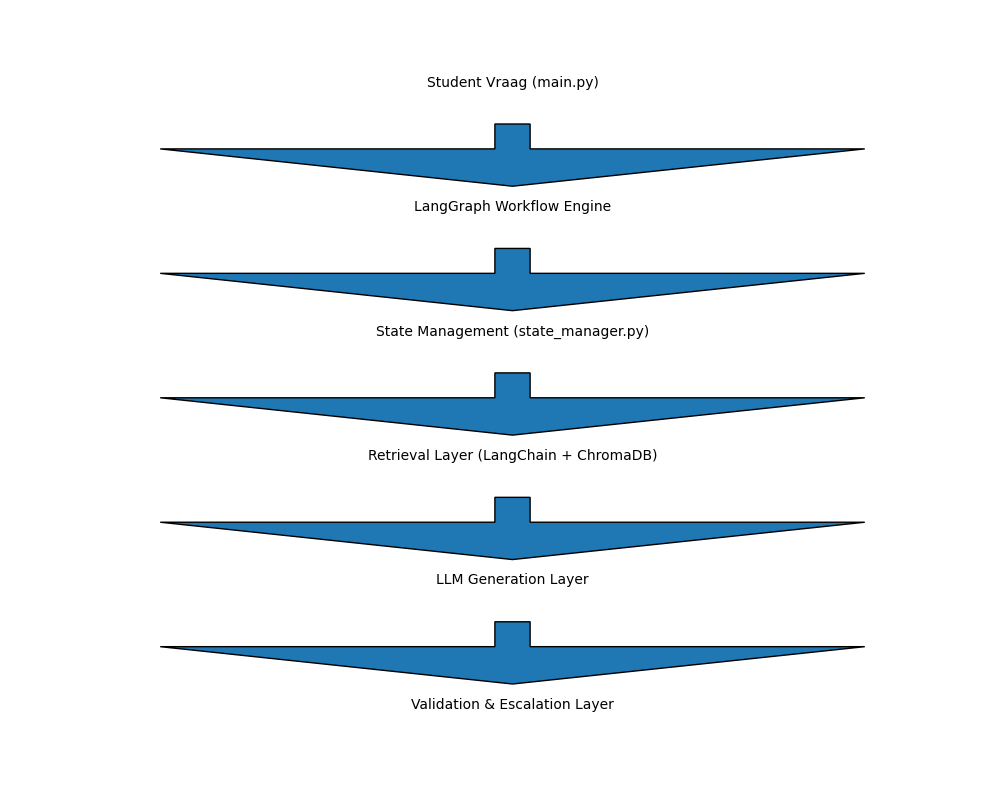 Student Vraag (main.py)
LangGraph Workflow Engine
State Management (state_manager.py)
Retrieval Layer (LangChain + ChromaDB)
LLM Generation Layer
Validation & Escalation Layer